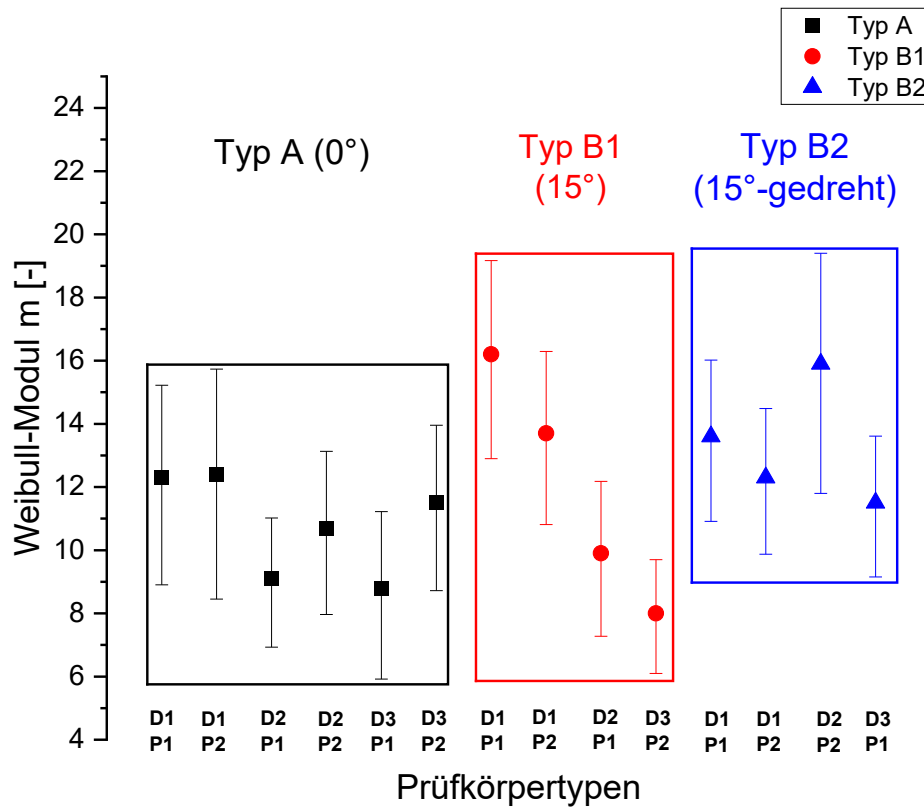 Typ A
Typ B1
Typ B2
24
22
20
18
16
14
12
10
8
6
4
Weibull-Modul m [-]
Typ A (0°)
Typ B1
(15°)
Typ B2
(15°-gedreht)
D1 D1 D2 D2 D3 D3 D1 D1 D2 D3 D1 D1 D2 D3
P1 P2 P1 P2 P1 P2 P1 P2 P1 P2 P1 P2 P2 P1
Prüfkörpertypen